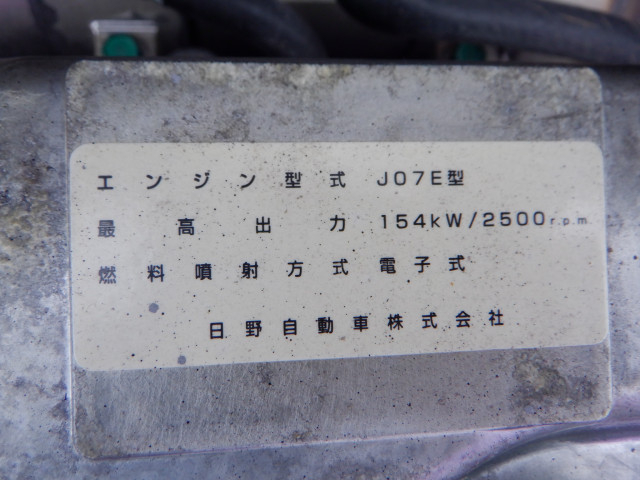 エンジン型式 J07E型
最高出力 154kW/2500r.p.m.
燃料噴射方式 電子式
日野自動車株式会社